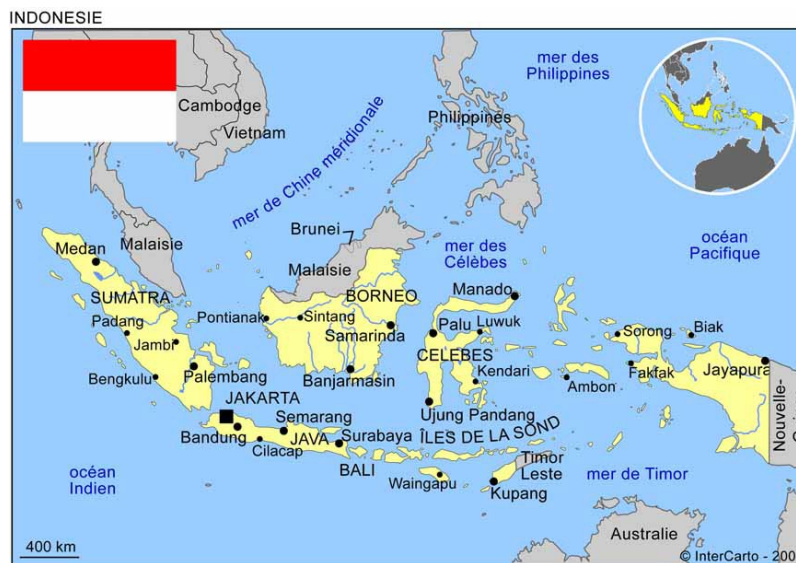 INDONESIE
mer des
Philippines
Cambodge
Vietnam
Philippines
mer de Chine méridionale
Brunei
Malaisie
Malaisie
mer des
Célèbes
océan
Pacifique
Medan
SUMATRA
BORNEO
Manado
Padang
Pontianak
Sintang
Jambi
Samarinda
Palu
Luwuk
Sorong
Biak
CELEBES
Bengkulu
Palembang
Banjarmasin
Kendari
Ambon
Fakfak
Jayapura
JAKARTA
Ujung Pandang
Semarang
Bandung
JAVA
Surabaya
ÎLES DE LA SOND
Cilacap
BALI
Timor
Leste
Waingapu
Kupang
mer de Timor
océan
Indien
Nouvelle-
Australie
400 km
© InterCarto - 200